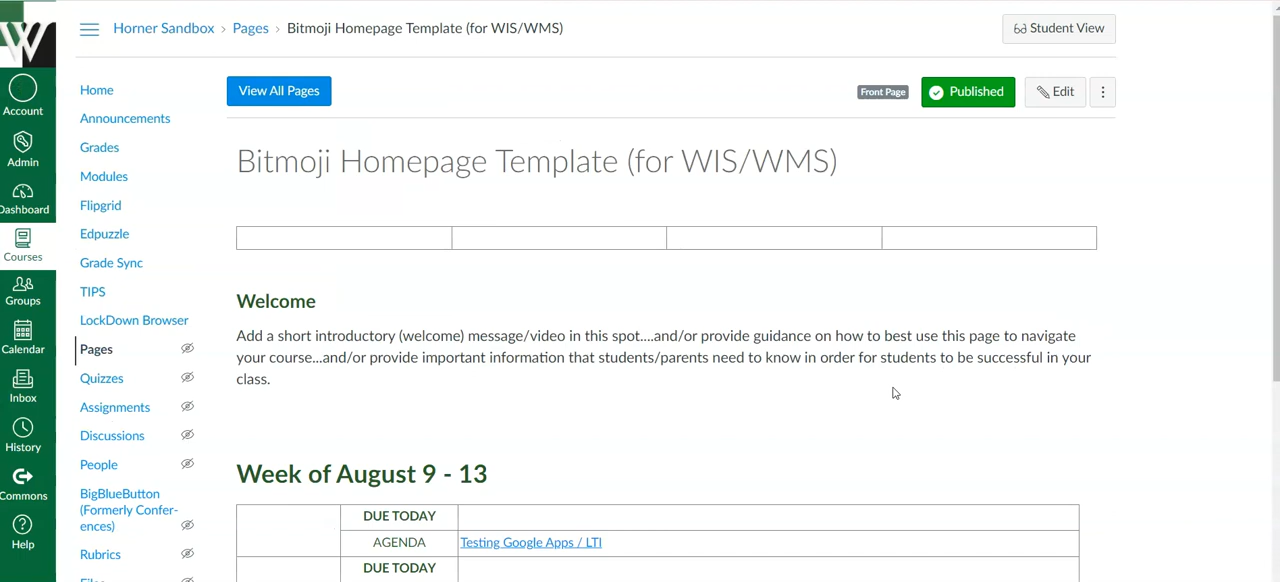 W
Horner Sandbox › Pages › Bitmoji Homepage Template (for WIS/WMS)
Student View
Account
Admin
Dashboard
Courses
Groups
Calendar
Inbox
History
Commons
Help
Home
Announcements
Grades
Modules
Flipgrid
Edpuzzle
Grade Sync
TIPS
LockDown Browser
Pages
Quizzes
Assignments
Discussions
People
BigBlueButton
(Formerly Confer-
ences)
Rubrics
View All Pages
Front Page
Published
Edit
Bitmoji Homepage Template (for WIS/WMS)
Welcome
Add a short introductory (welcome) message/video in this spot....and/or provide guidance on how to best use this page to navigate
your course...and/or provide important information that students/parents need to know in order for students to be successful in your
class.
Week of August 9 - 13
DUE TODAY
AGENDA Testing Google Apps / LTI
DUE TODAY